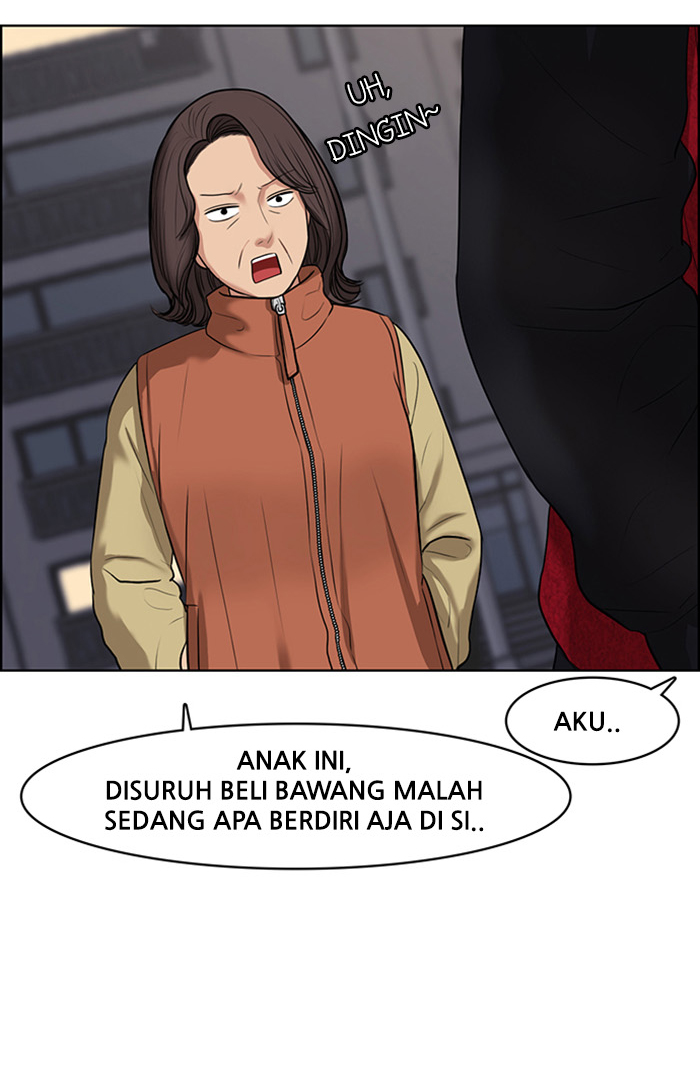 UH,
DINGIN~
AKU..
ANAK INI,
DISURUH BELI BAWANG MALAH
SEDANG APA BERDIRI AJA DI SI..